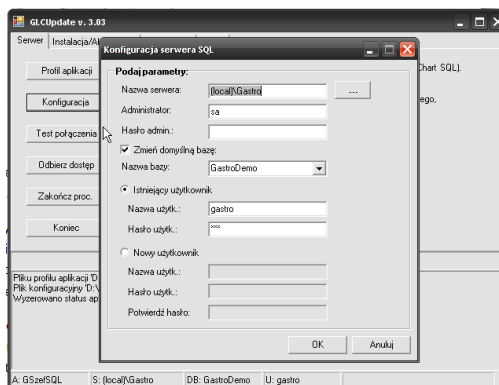 GLCUpdate v. 3.03
Serwer Instalacja/Ak
Profil aplikacji
Konfiguracja
Test połączenia
Odbierz dostęp
Zakończ proc.
Koniec
Chart SQL).
ego,
Konfiguracja serwera SQL
Podaj parametry:
Nazwa serwera: (local)\Gastro ...
Administrator: sa
Hasło admin.:
Zmień domyślną bazę:
Nazwa bazy: GastroDemo
Istniejący użytkownik
Nazwa użytk.: gastro
Hasło użytk.: ***
Nowy użytkownik
Nazwa użytk.:
Hasło użytk.:
Potwierdź hasło:
OK Anuluj
Pliku profilu aplikacji 'D
Plik konfiguracyjny 'D:\
Wyzerowano status ap
A: GSzefSQL S: (local)\Gastro DB: GastroDemo U: gastro